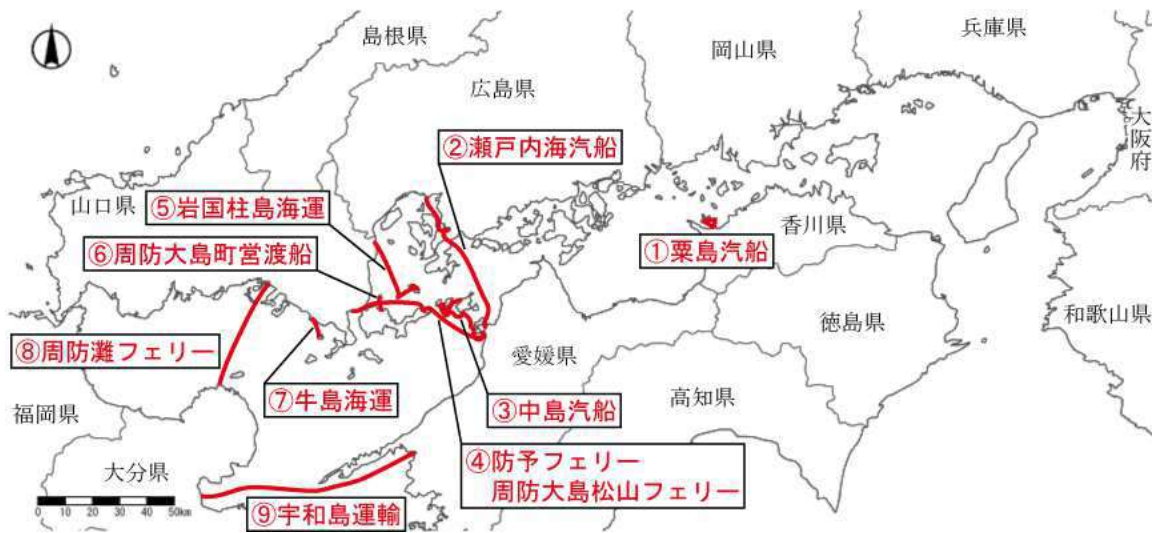 島根県
岡山県
兵庫県
広島県
大阪府
②瀬戸内海汽船
山口県
⑤岩国柱島海運
香川県
⑥周防大島町営渡船
①粟島汽船
和歌山県
徳島県
⑧周防灘フェリー
愛媛県
⑦牛島海運
③中島汽船
高知県
福岡県
④防予フェリー
周防大島松山フェリー
大分県
0 10 20 30 40 50km
⑨宇和島運輸